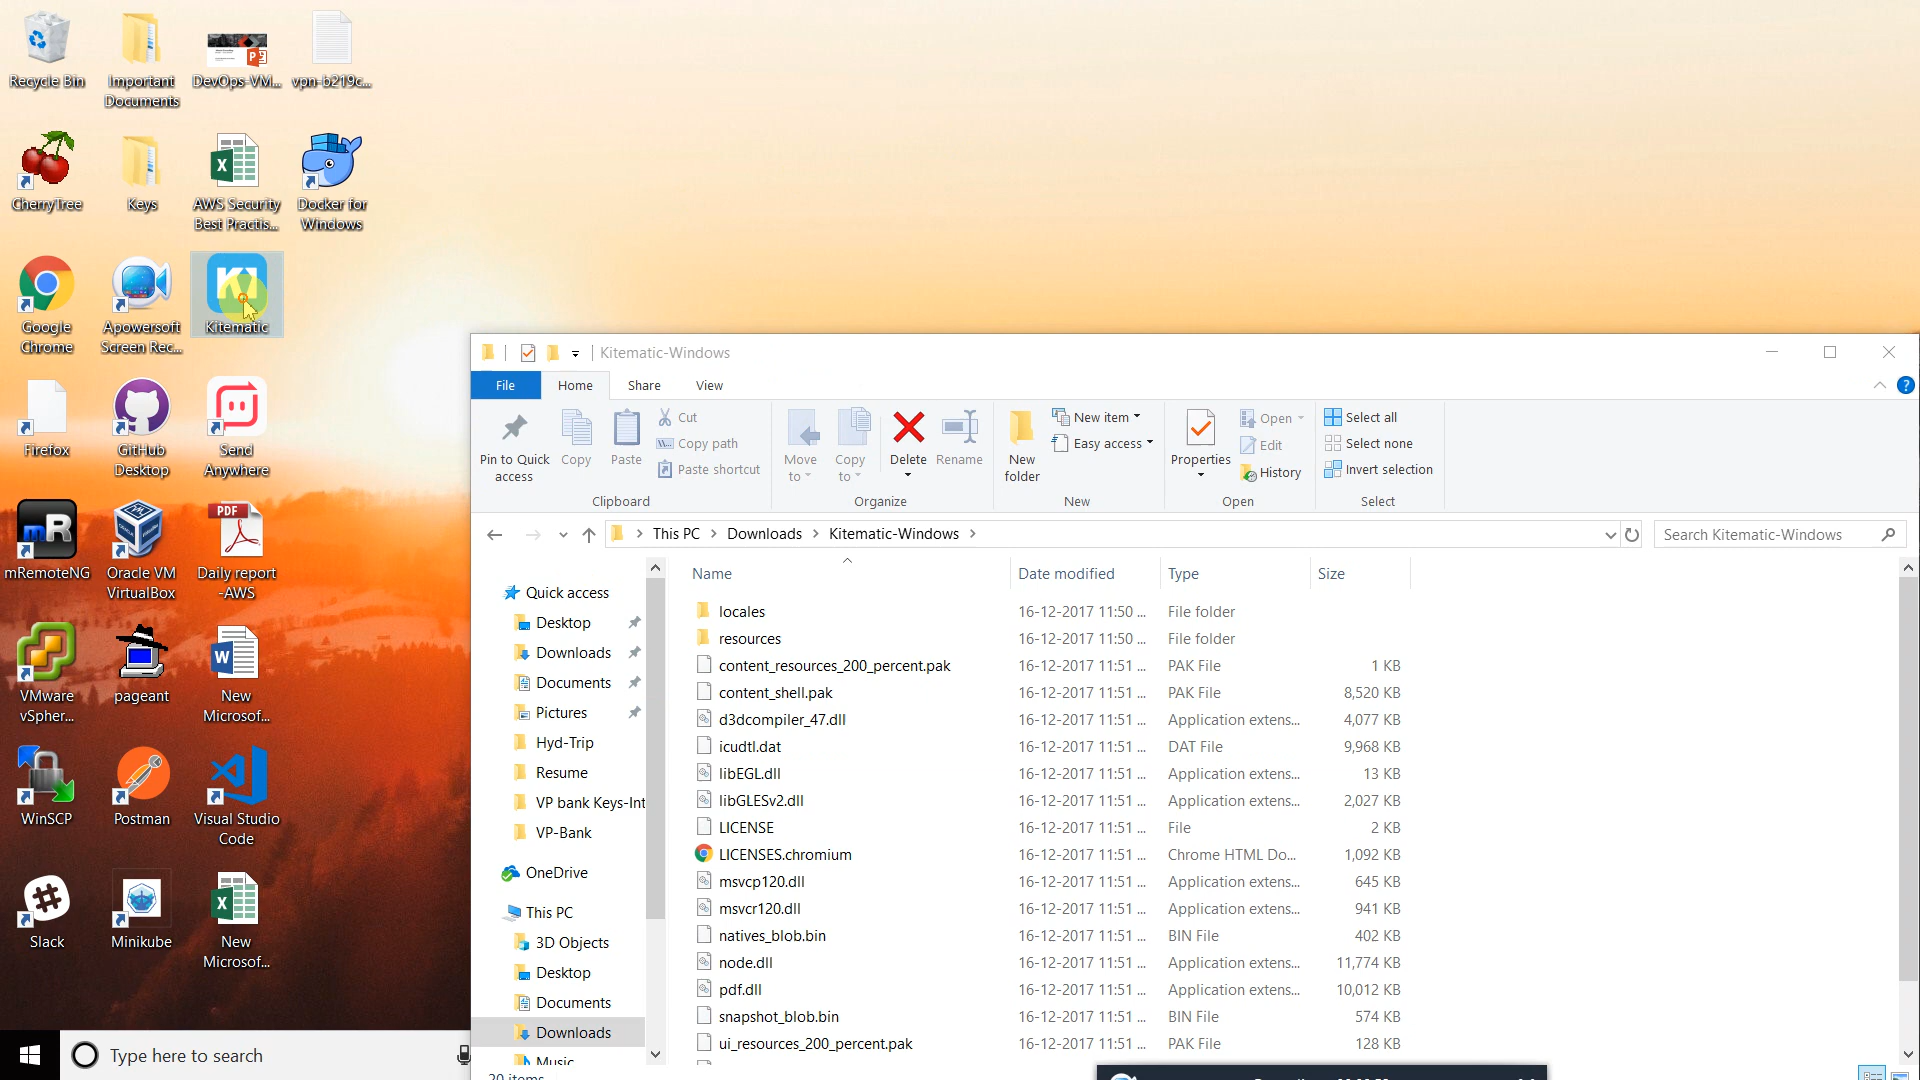 Recycle Bin
Important
Documents
DevOps-VM...
vpn-b219c...
CherryTree
Keys
AWS Security
Best Practis...
Docker for
Windows
Google
Chrome
Apowersoft
Screen Rec...
KI
Kitematic
Firefox
GitHub
Desktop
Send
Anywhere
mR
mRemoteNG
Oracle VM
VirtualBox
PDF
Daily report
-AWS
VMware
vSpher...
pageant
New
Microsof...
WinSCP
Postman
Visual Studio
Code
Slack
Minikube
New
Microsof...
Type here to search
Kitematic-Windows
File
Home
Share
View
Pin to Quick
access
Copy
Paste
Cut
Copy path
Paste shortcut
Clipboard
Move
to
Copy
to
Delete
Rename
Organize
New
folder
New item
Easy access
New
Properties
Open
Edit
History
Open
Select all
Select none
Invert selection
Select
This PC > Downloads > Kitematic-Windows >
Search Kitematic-Windows
Quick access
Desktop
Downloads
Documents
Pictures
Hyd-Trip
Resume
VP bank Keys-Int
VP-Bank
OneDrive
This PC
3D Objects
Desktop
Documents
Downloads
Music
20 items
Name Date modified Type Size
locales 16-12-2017 11:50 ... File folder
resources 16-12-2017 11:50 ... File folder
content_resources_200_percent.pak 16-12-2017 11:51 ... PAK File 1 KB
content_shell.pak 16-12-2017 11:51 ... PAK File 8,520 KB
d3dcompiler_47.dll 16-12-2017 11:51 ... Application extens... 4,077 KB
icudtl.dat 16-12-2017 11:51 ... DAT File 9,968 KB
libEGL.dll 16-12-2017 11:51 ... Application extens... 13 KB
libGLESv2.dll 16-12-2017 11:51 ... Application extens... 2,027 KB
LICENSE 16-12-2017 11:51 ... File 2 KB
LICENSES.chromium 16-12-2017 11:51 ... Chrome HTML Do... 1,092 KB
msvcp120.dll 16-12-2017 11:51 ... Application extens... 645 KB
msvcr120.dll 16-12-2017 11:51 ... Application extens... 941 KB
natives_blob.bin 16-12-2017 11:51 ... BIN File 402 KB
node.dll 16-12-2017 11:51 ... Application extens... 11,774 KB
pdf.dll 16-12-2017 11:51 ... Application extens... 10,012 KB
snapshot_blob.bin 16-12-2017 11:51 ... BIN File 574 KB
ui_resources_200_percent.pak 16-12-2017 11:51 ... PAK File 128 KB